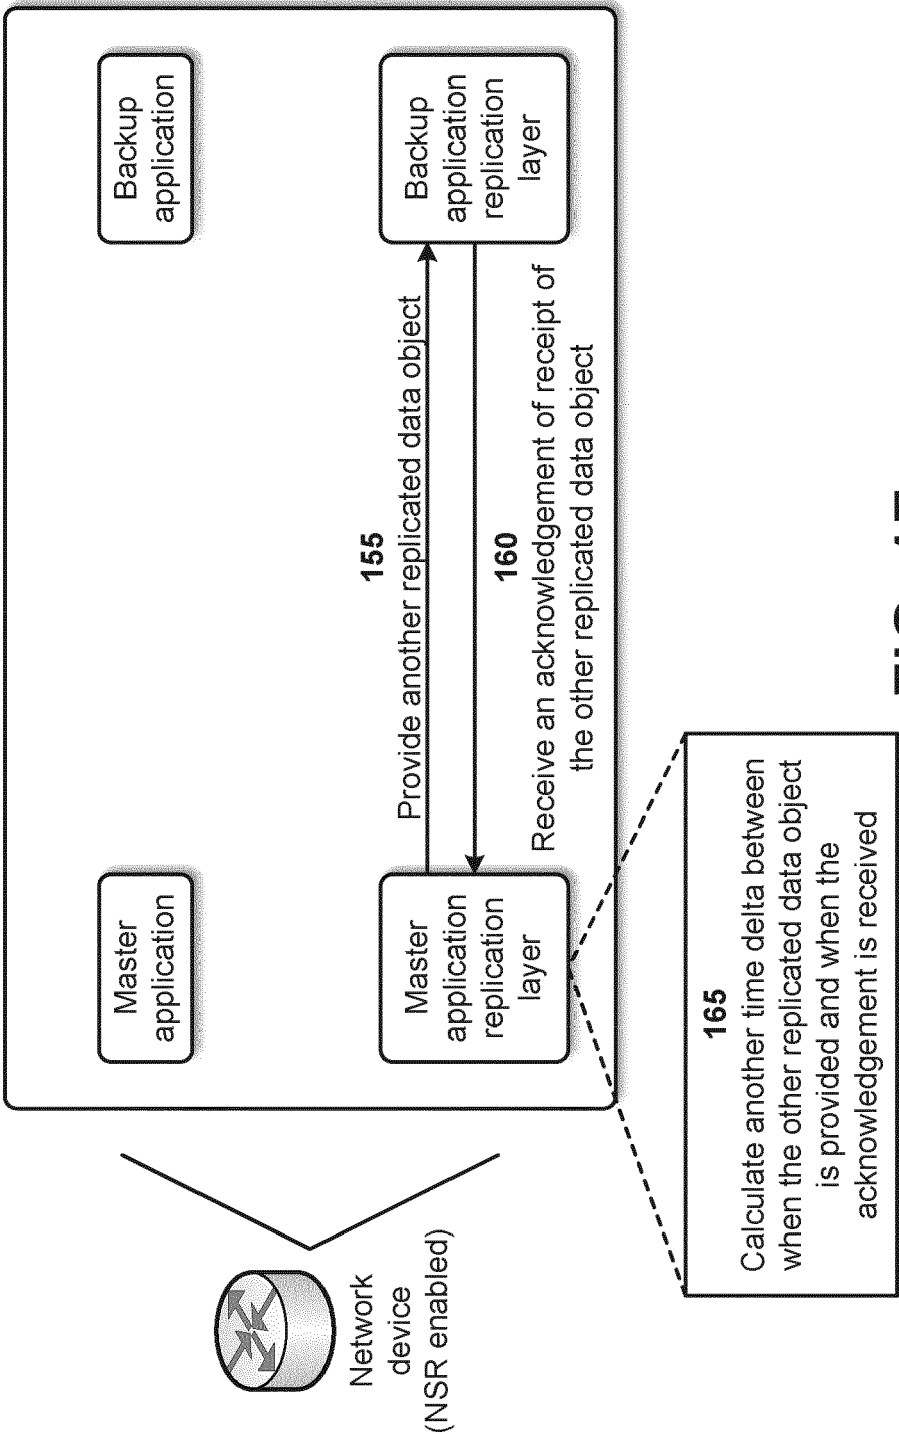 Network
device
(NSR enabled)
Master
application
Backup
application
Master
application
replication
layer
155
Provide another replicated data object
160
Receive an acknowledgement of receipt of
the other replicated data object
Backup
application
replication
layer
165
Calculate another time delta between
when the other replicated data object
is provided and when the
acknowledgement is received